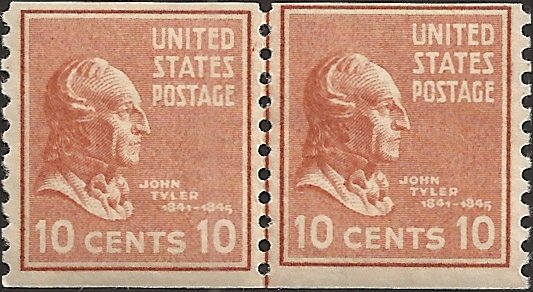 UNITED
STATES
POSTAGE
JOHN
TYLER
1841-1845
10 CENTS 10
UNITED
STATES
POSTAGE
JOHN
TYLER
1841-1845
10 CENTS 10